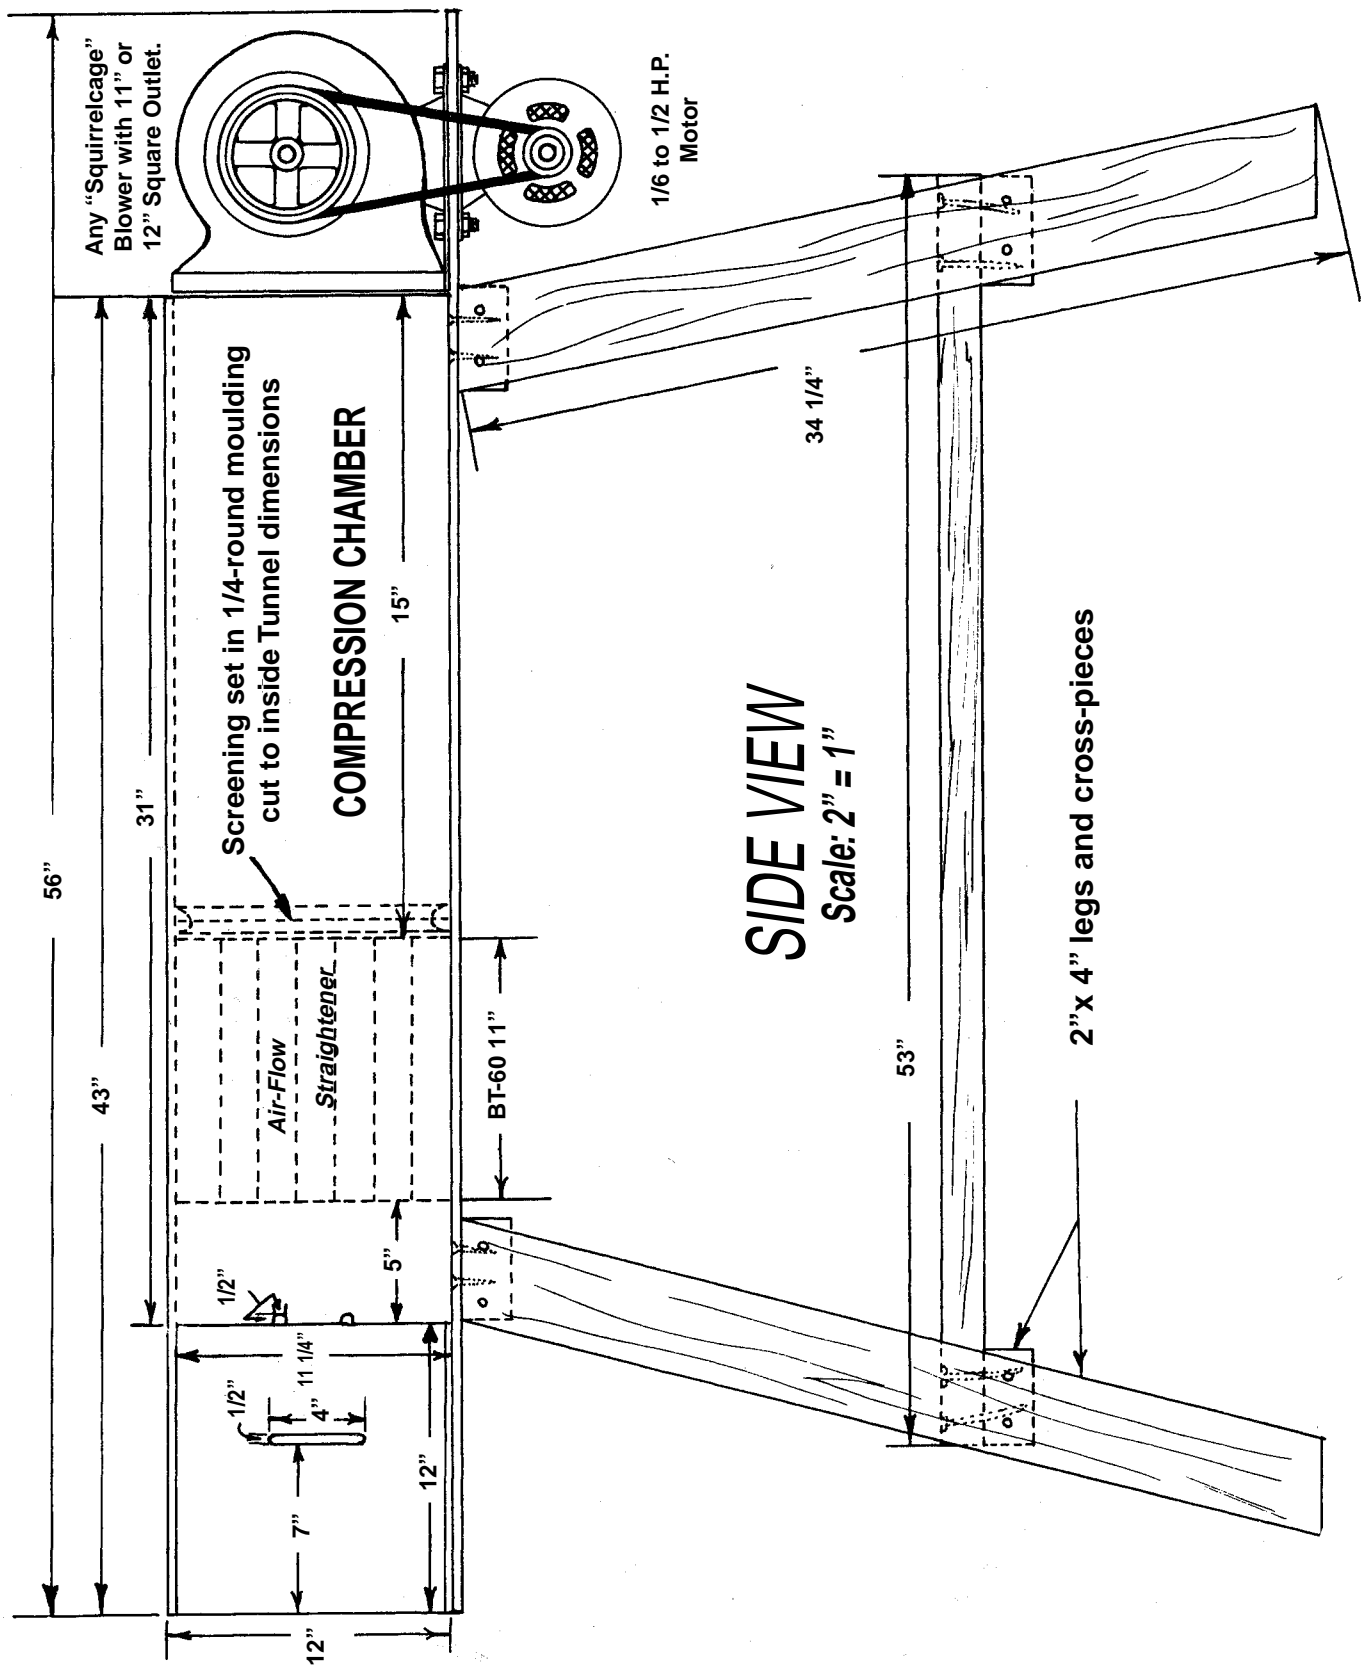 Any “Squirrelcage”
Blower with 11” or
12” Square Outlet.
1/6 to 1/2 H.P.
Motor
56”
43”
31”
Screening set in 1/4-round moulding
cut to inside Tunnel dimensions
COMPRESSION CHAMBER
15”
Air-Flow
Straightener
BT-60 11”
5”
1/2”
11 1/4”
1/2”
4”
7”
12”
12”
34 1/4”
SIDE VIEW
Scale: 2” = 1”
53”
2”x 4” legs and cross-pieces